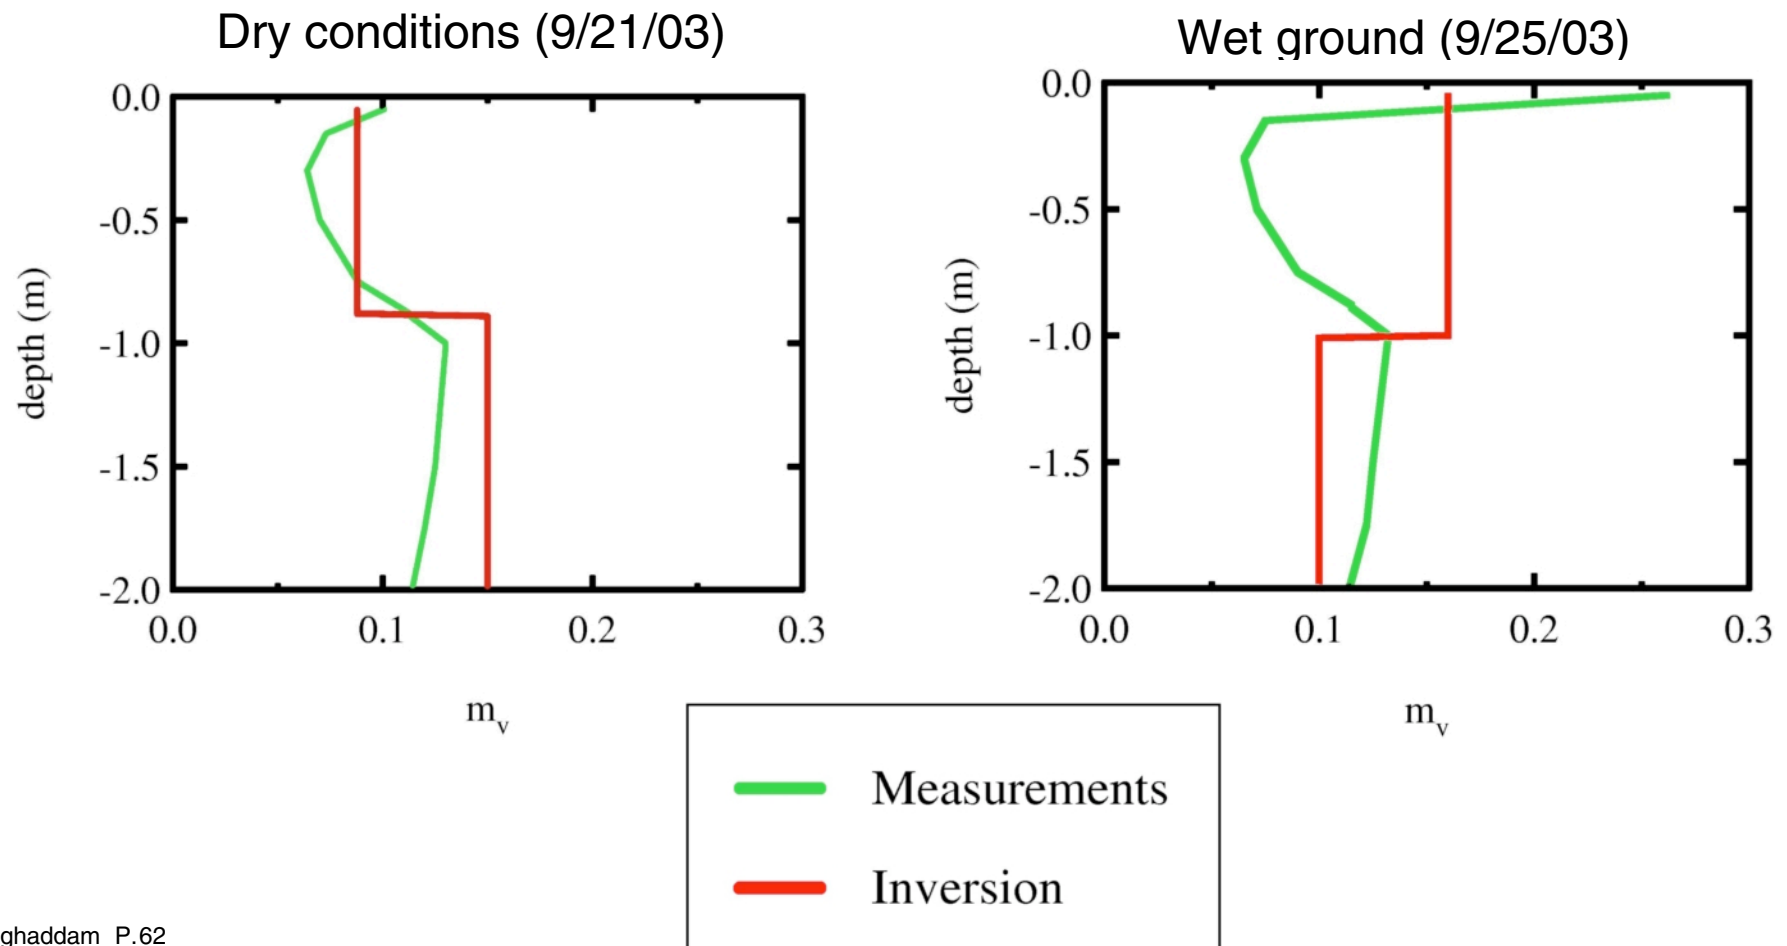 Dry conditions (9/21/03)
Wet ground (9/25/03)
0.0
-0.5
-1.0
-1.5
-2.0
depth (m)
0.0 0.1 0.2 0.3
m_v
0.0
-0.5
-1.0
-1.5
-2.0
depth (m)
0.0 0.1 0.2 0.3
m_v
Measurements
Inversion
ghaddam P.62